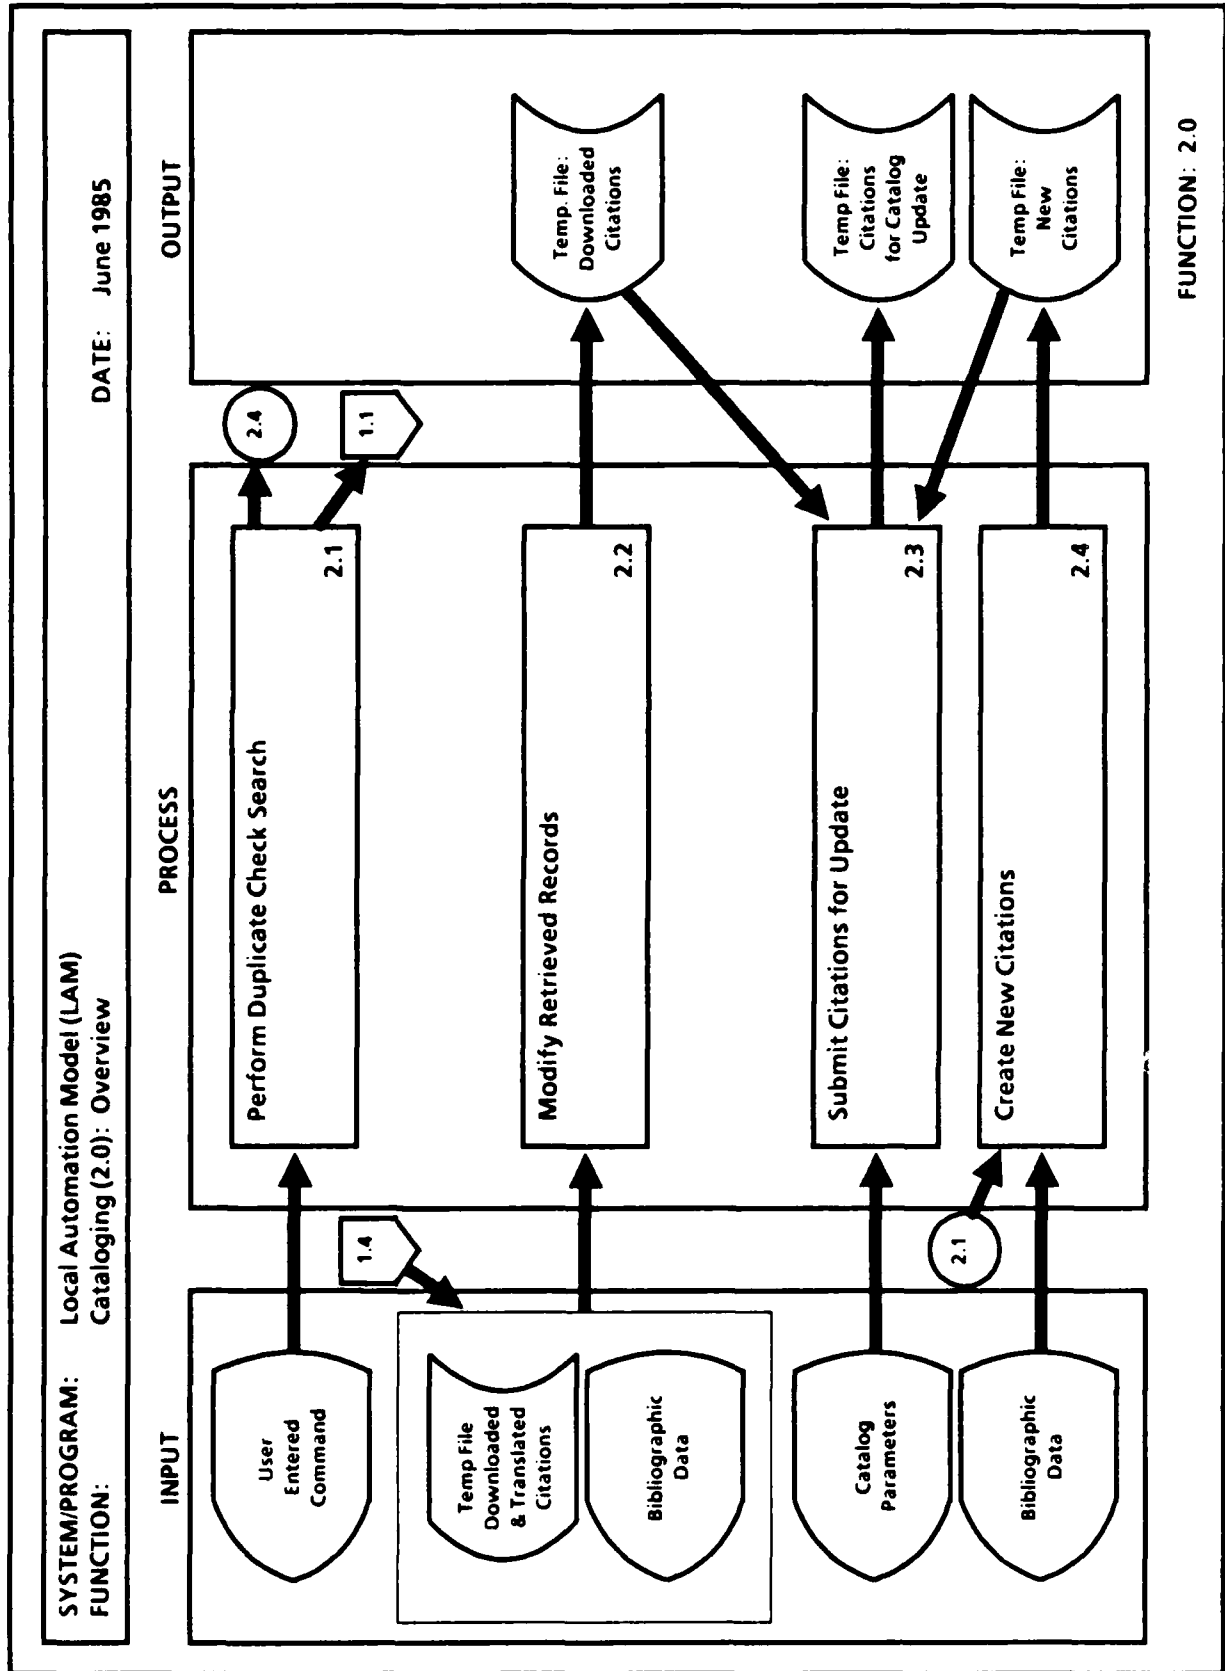 SYSTEM/PROGRAM: Local Automation Model (LAM)
FUNCTION: Cataloging (2.0): Overview
DATE: June 1985
INPUT
PROCESS
OUTPUT
User
Entered
Command
Perform Duplicate Check Search
2.1
2.4
1.1
1.4
Temp File
Downloaded
& Translated
Citations
Bibliographic
Data
Modify Retrieved Records
2.2
Temp. File:
Downloaded
Citations
Catalog
Parameters
Submit Citations for Update
2.3
Temp File:
Citations
for Catalog
Update
2.1
Bibliographic
Data
Create New Citations
2.4
Temp File:
New
Citations
FUNCTION: 2.0